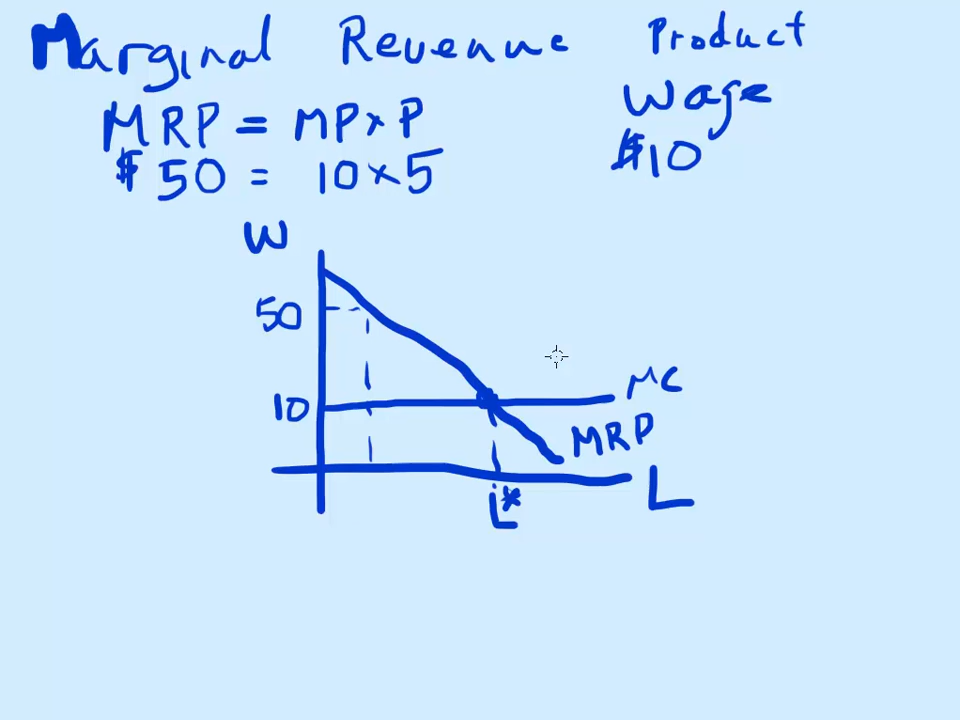 Marginal Revenue Product
MRP = MP x P
Wage
$ 50 = 10 x 5
$10
W
50
10
MC
MRP
L
L*